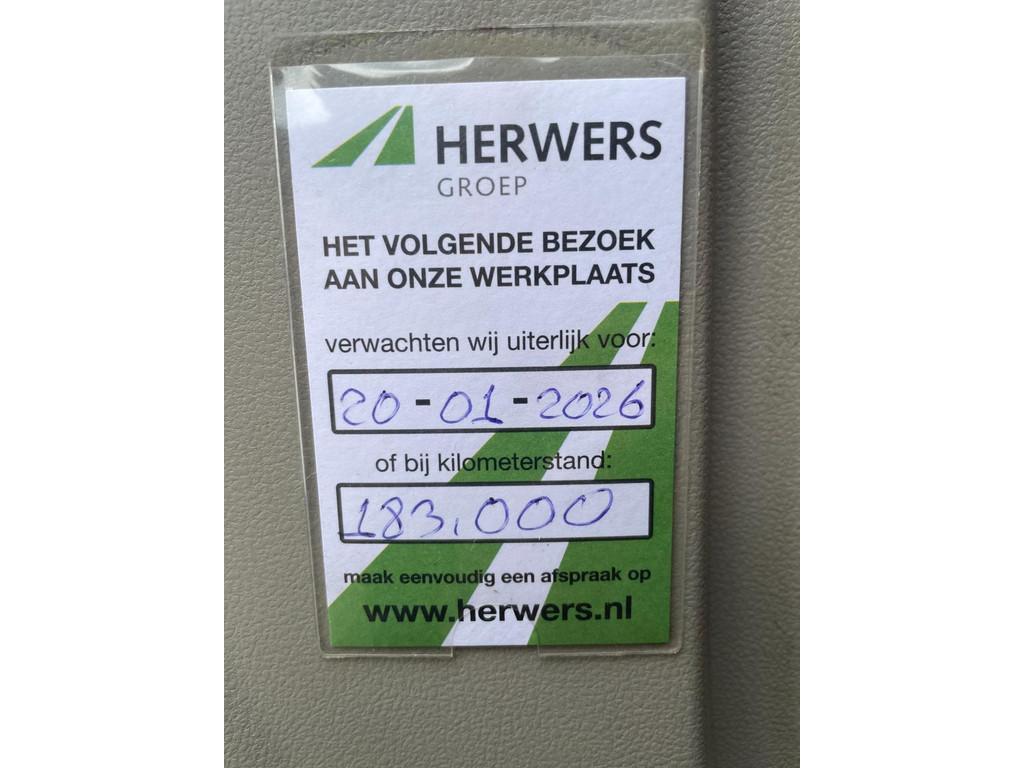 HERWERS
GROEP
HET VOLGENDE BEZOEK
AAN ONZE WERKPLAATS
verwachten wij uiterlijk voor:
20-01-2026
of bij kilometerstand:
183.000
maak eenvoudig een afspraak op
www.herwers.nl